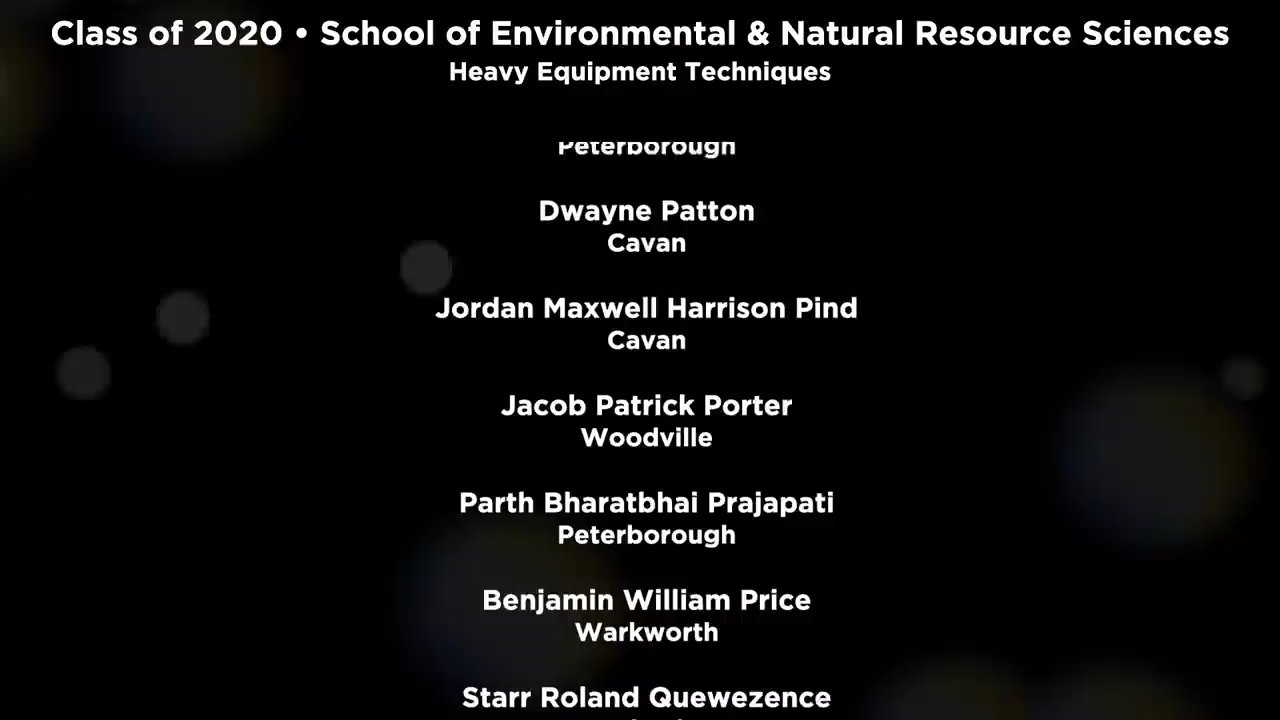 Class of 2020 • School of Environmental & Natural Resource Sciences
Heavy Equipment Techniques
Peterborough
Dwayne Patton
Cavan
Jordan Maxwell Harrison Pind
Cavan
Jacob Patrick Porter
Woodville
Parth Bharatbhai Prajapati
Peterborough
Benjamin William Price
Warkworth
Starr Roland Quewezence